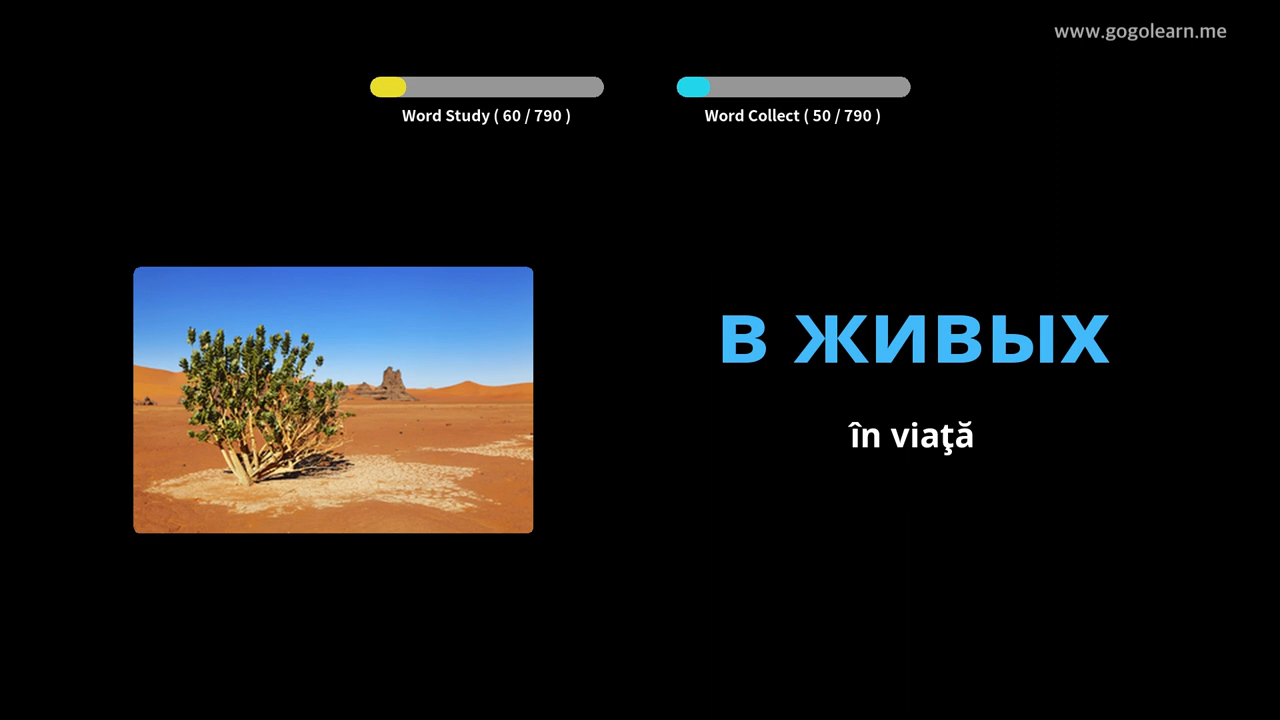 www.gogolearn.me
Word Study ( 60 / 790 )
Word Collect ( 50 / 790 )
в живых
în viaţă